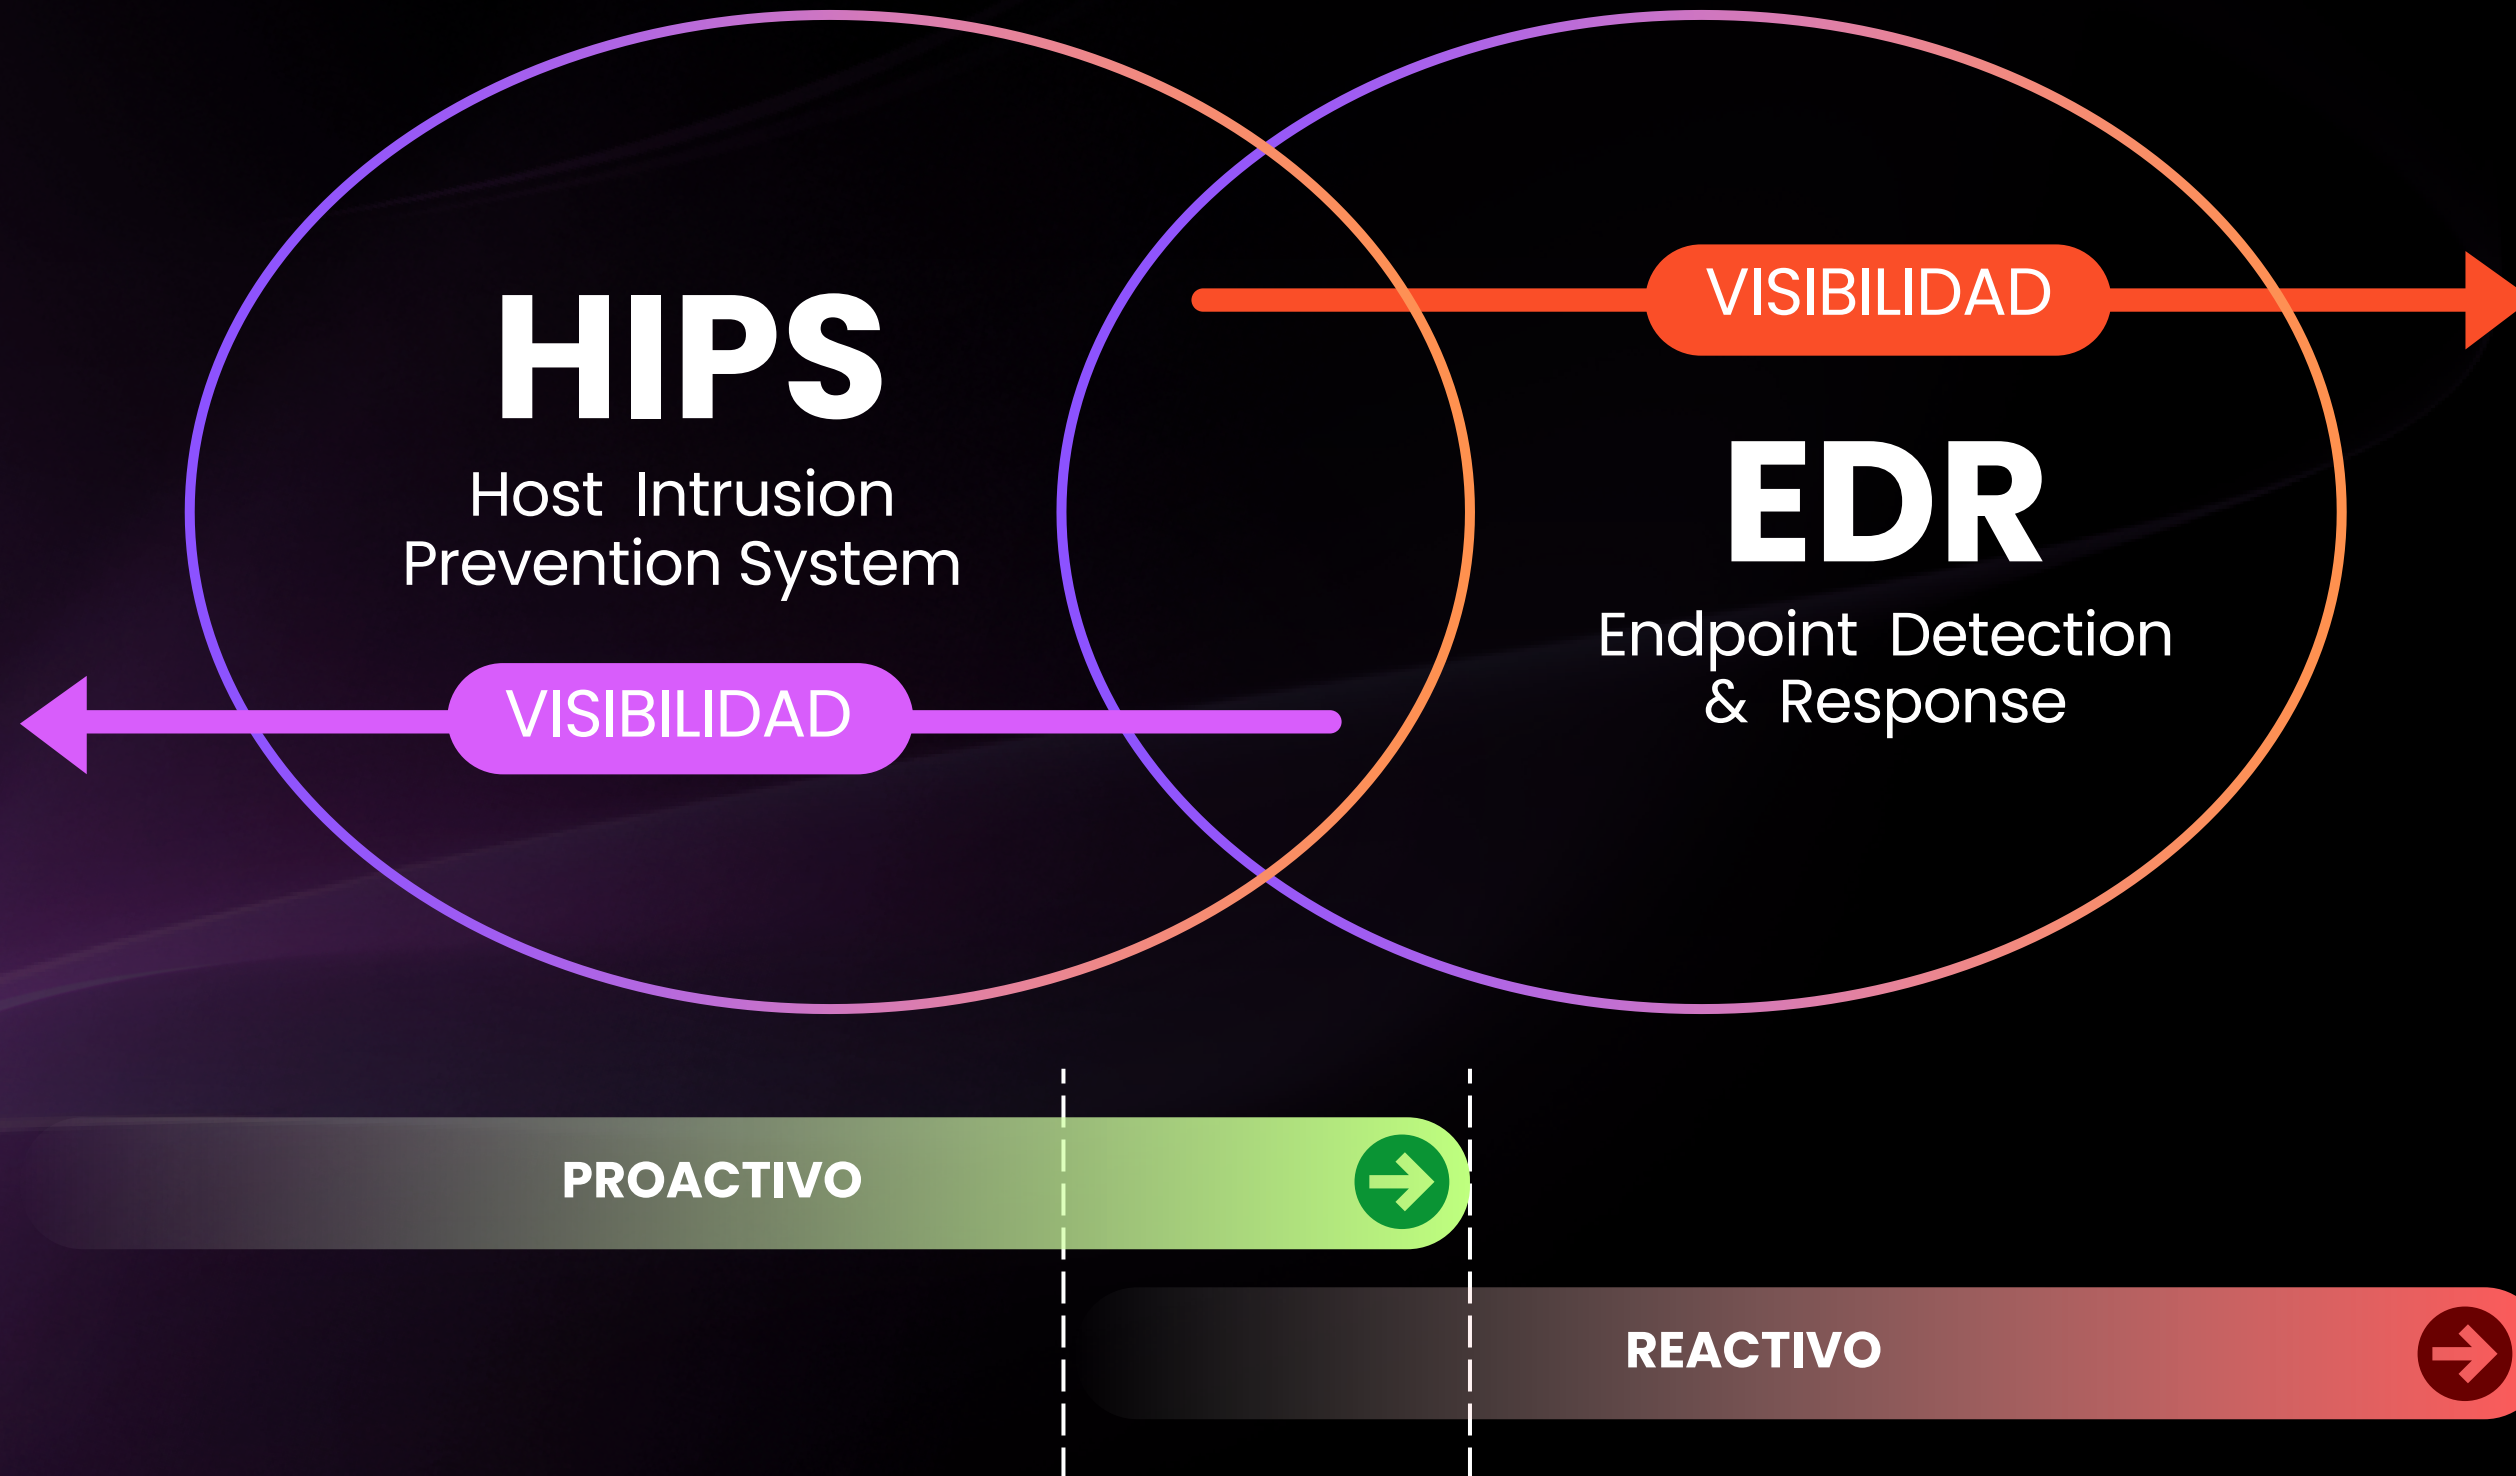 HIPS
Host Intrusion
Prevention System
VISIBILIDAD
VISIBILIDAD
EDR
Endpoint Detection
& Response
PROACTIVO
REACTIVO